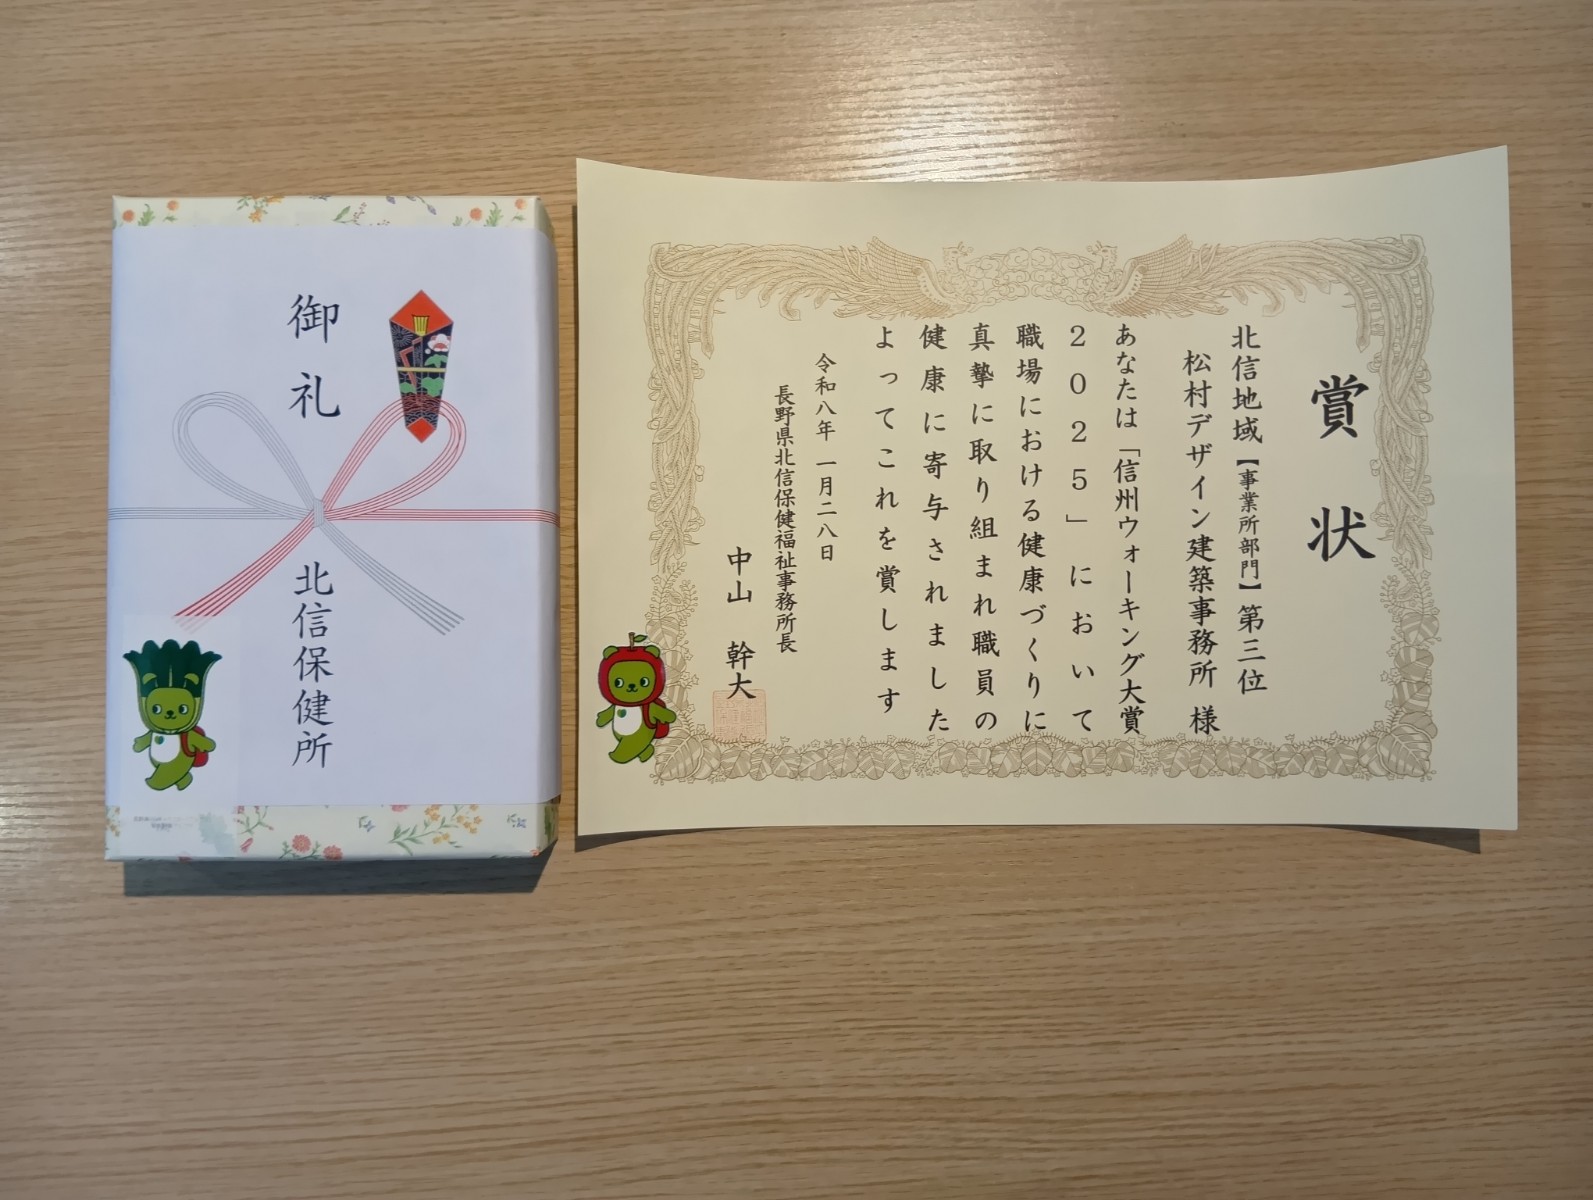 御礼
北信保健所
賞状
北信地域【事業所部門】第三位
松村デザイン建築事務所 様
あなたは「信州ウォーキング大賞
2025」において
職場における健康づくりに
真摯に取り組まれ職員の
健康に寄与されました
よってこれを賞します
令和八年一月二八日
長野県北信保健福祉事務所長
中山 幹大